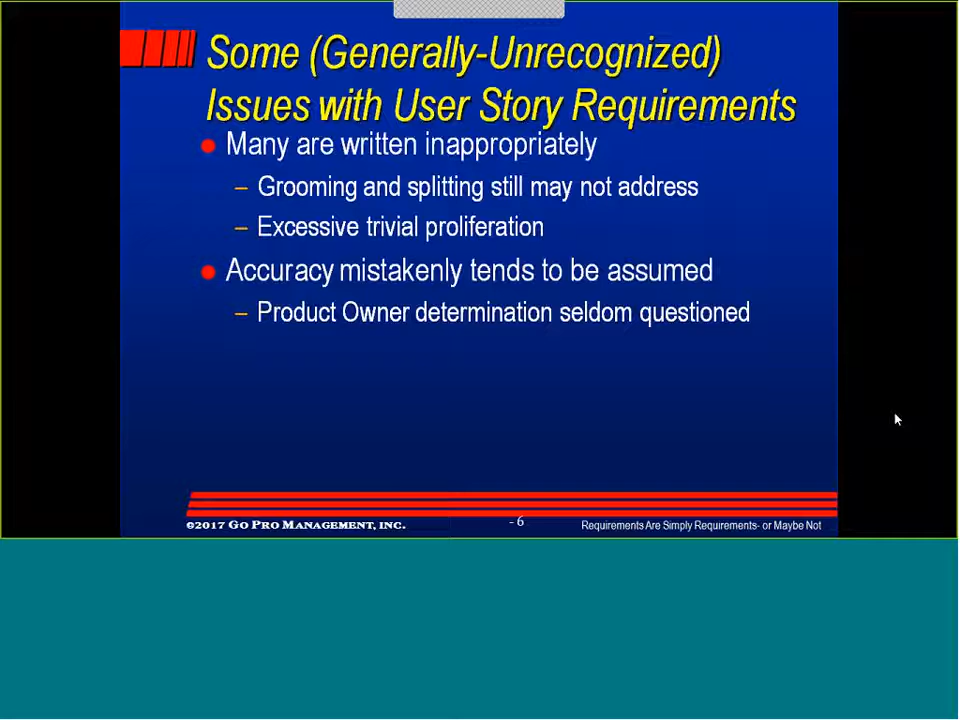 Some (Generally-Unrecognized)
Issues with User Story Requirements
● Many are written inappropriately
– Grooming and splitting still may not address
– Excessive trivial proliferation
● Accuracy mistakenly tends to be assumed
– Product Owner determination seldom questioned
©2017 GO PRO MANAGEMENT, INC.
- 6
Requirements Are Simply Requirements- or Maybe Not